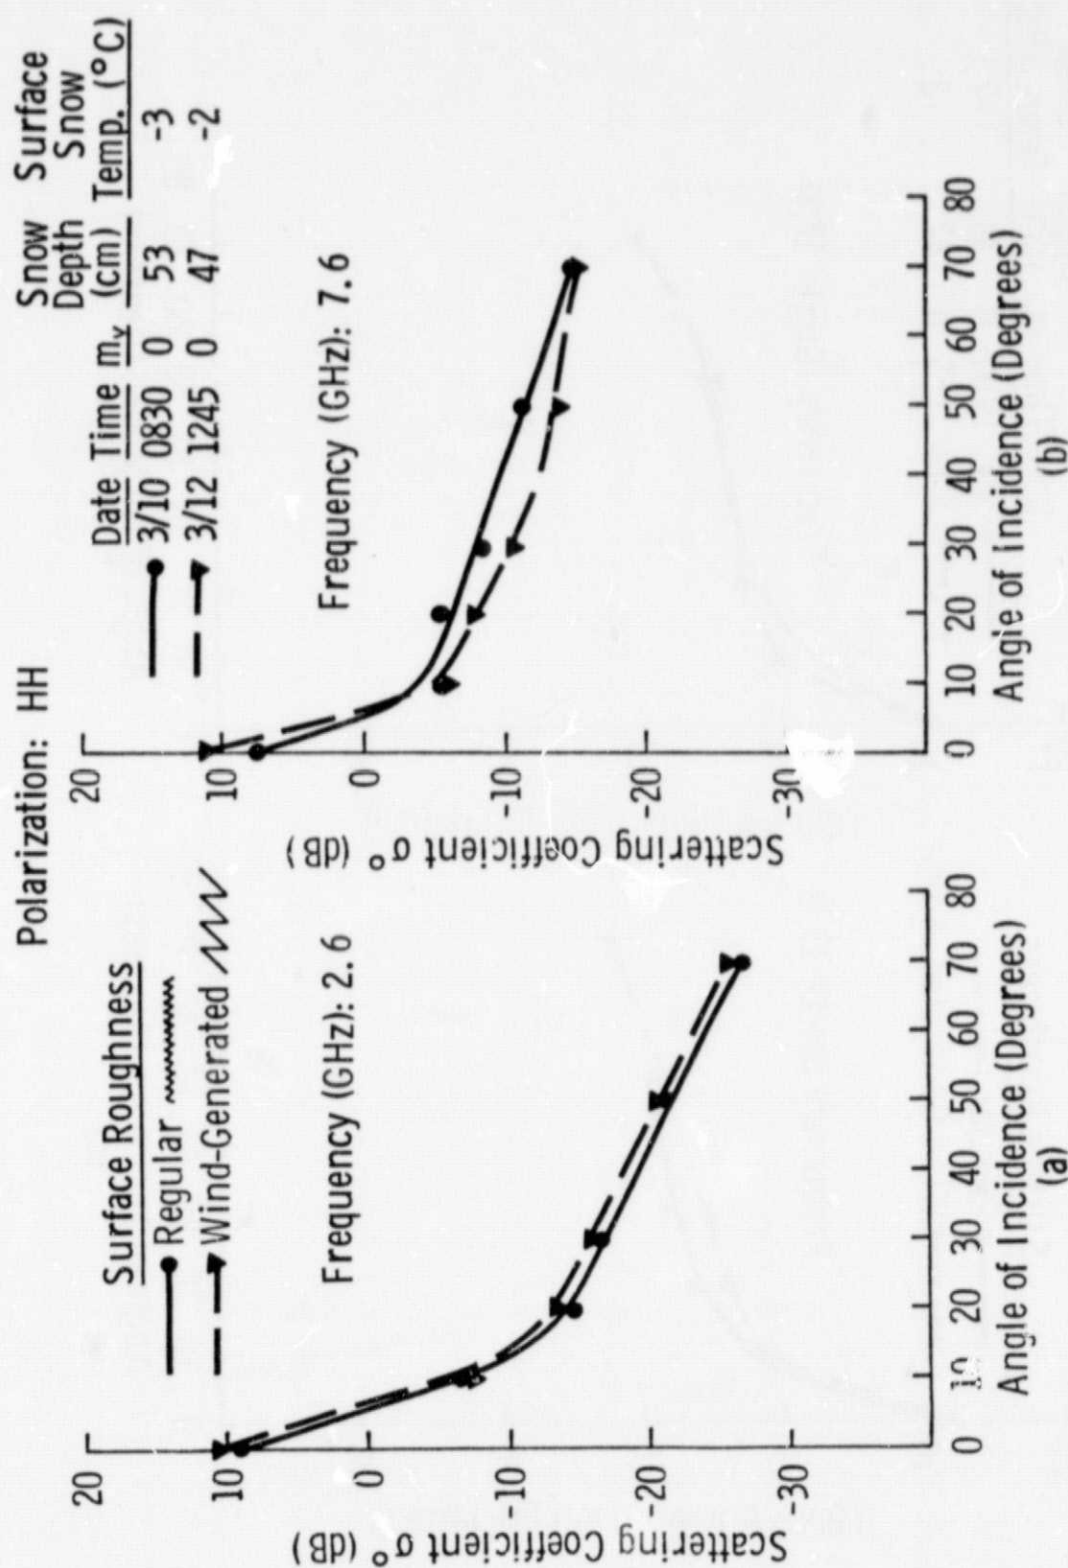 Polarization: HH
Surface Roughness
Regular
Wind-Generated
Date Time mv Snow Depth (cm) Surface Snow Temp. (°C)
3/10 0830 0 53 -3
3/12 1245 0 47 -2
Frequency (GHz): 2.6
20
10
0
-10
-20
-30
Scattering Coefficient σ° (dB)
0 10 20 30 40 50 60 70 80
Angle of Incidence (Degrees)
(a)
Frequency (GHz): 7.6
20
10
0
-10
-20
-30
Scattering Coefficient σ° (dB)
0 10 20 30 40 50 60 70 80
Angle of Incidence (Degrees)
(b)